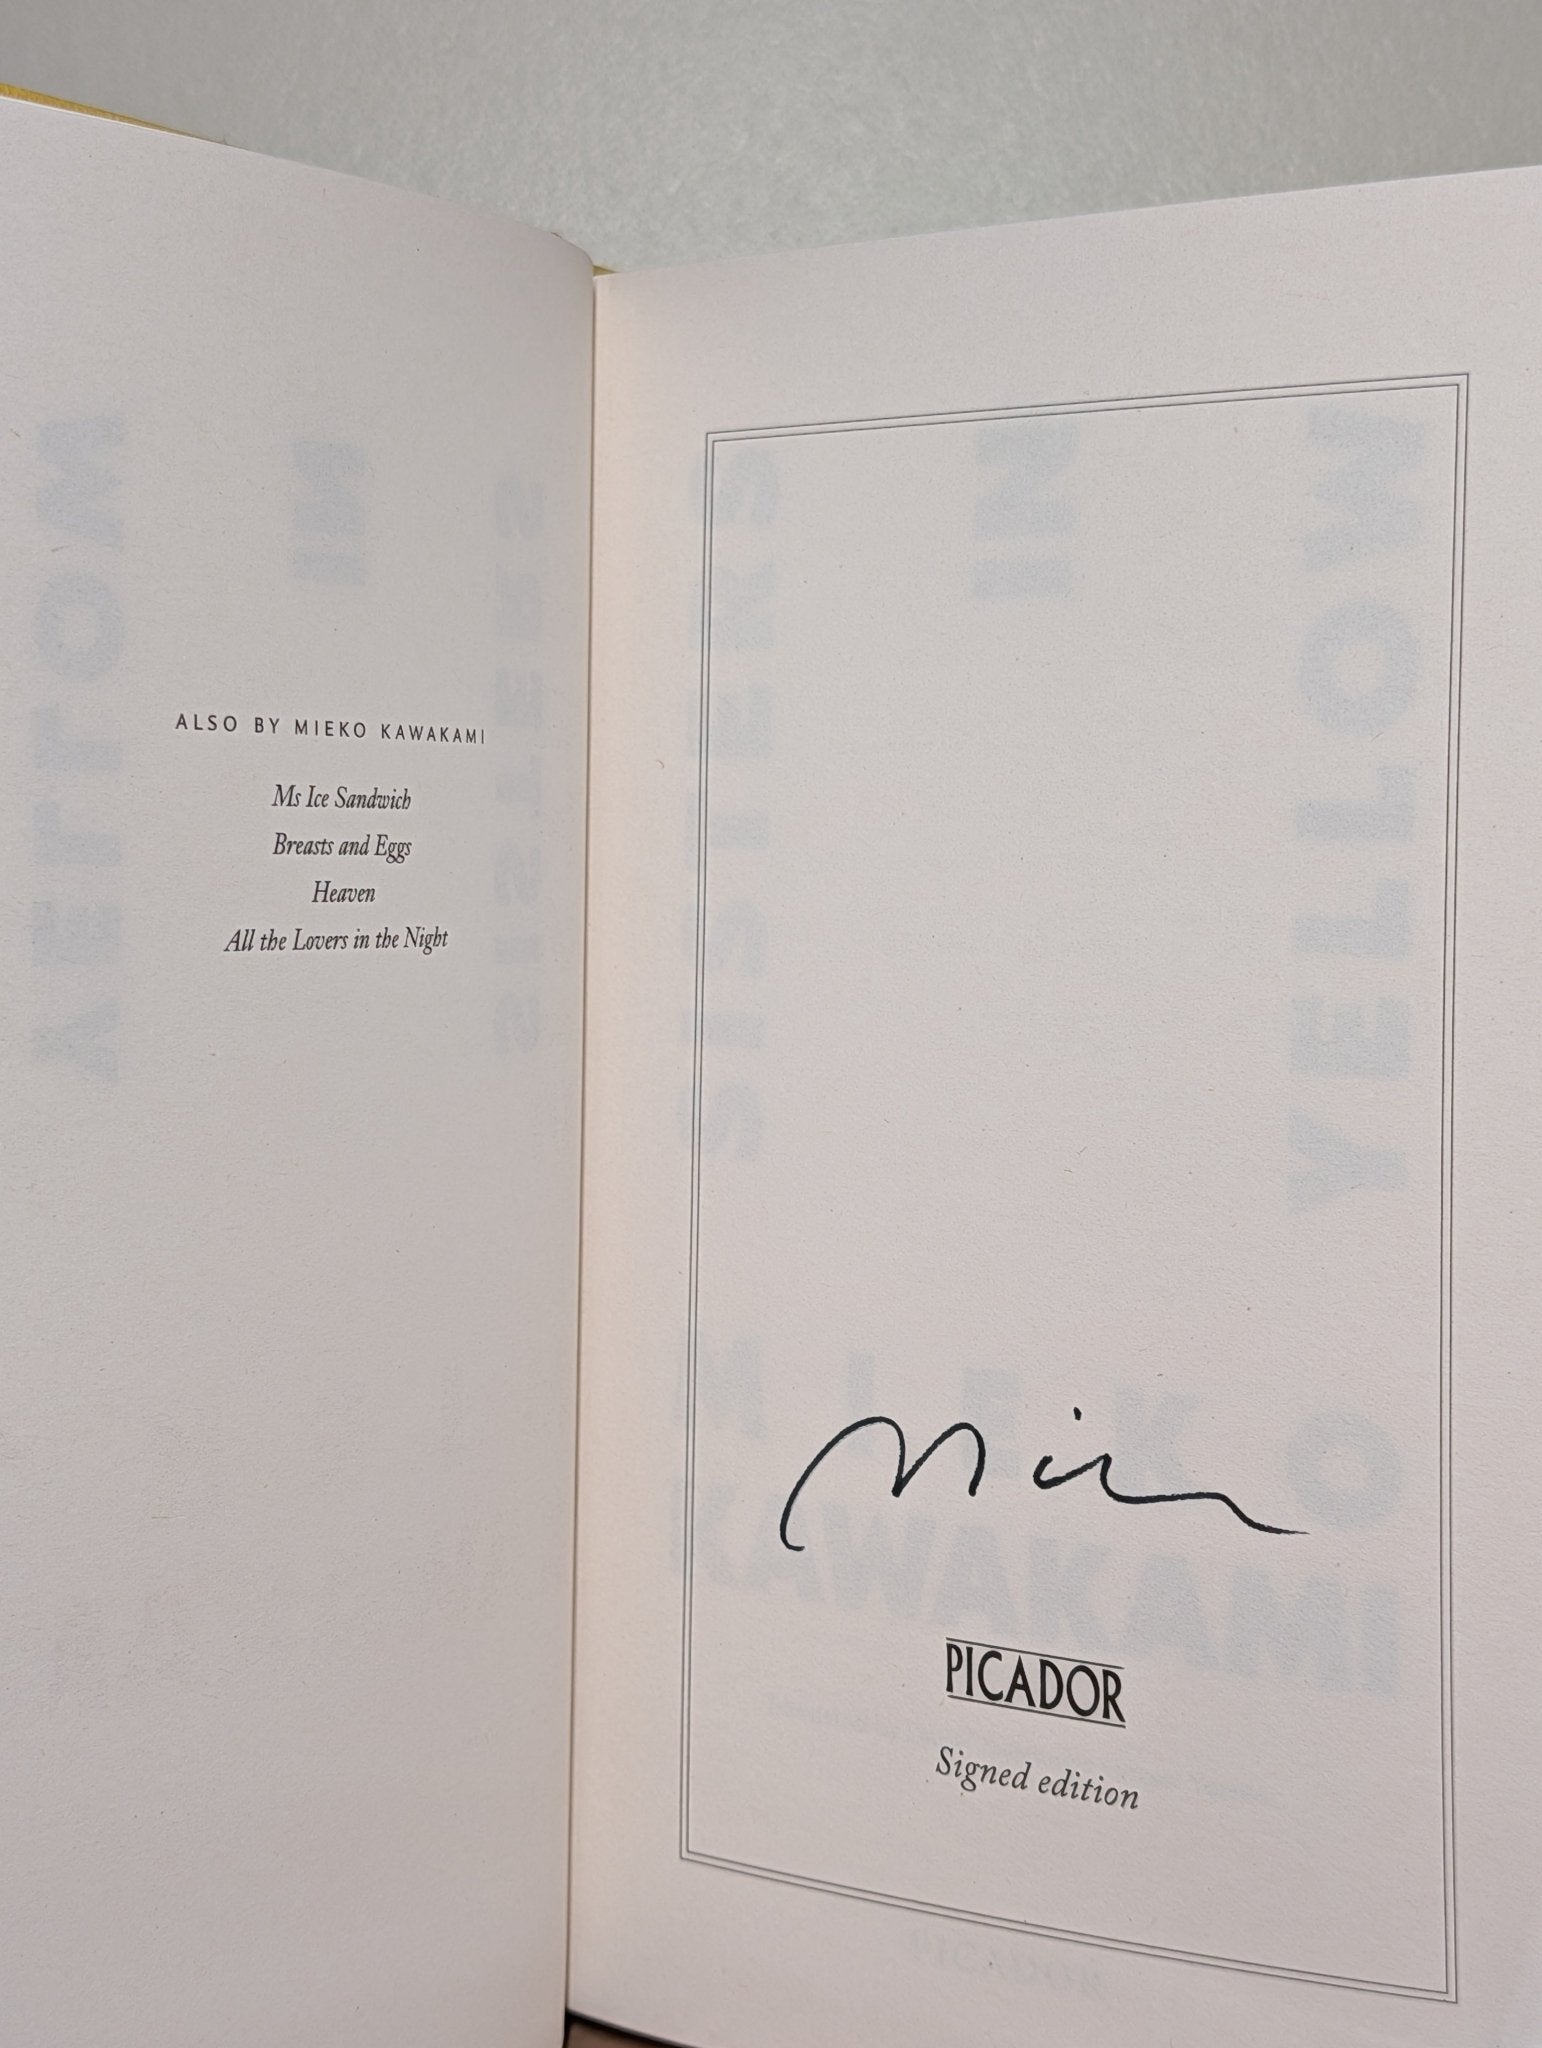 ALSO BY MIEKO KAWAKAMI
Ms Ice Sandwich
Breasts and Eggs
Heaven
All the Lovers in the Night
PICADOR
Signed edition